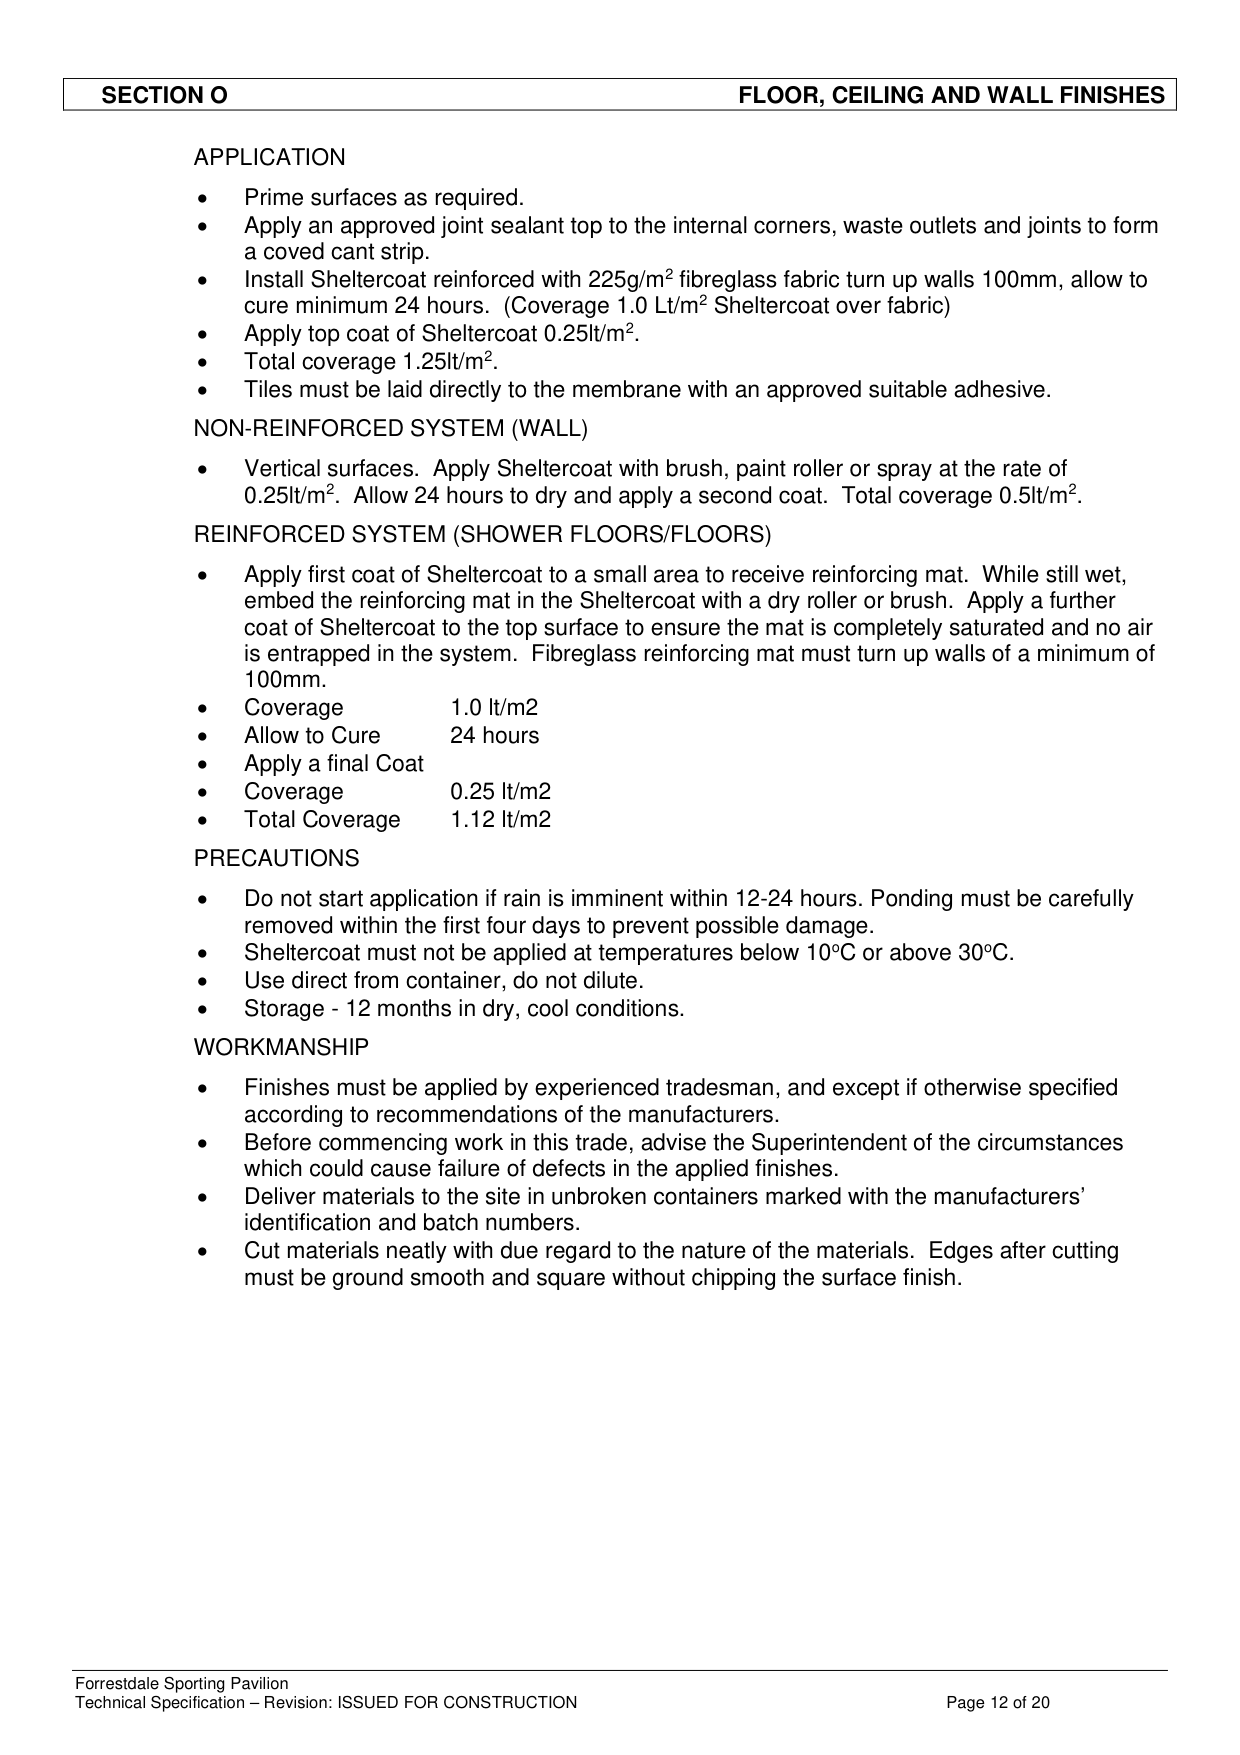 SECTION O FLOOR, CEILING AND WALL FINISHES
APPLICATION
• Prime surfaces as required.
• Apply an approved joint sealant top to the internal corners, waste outlets and joints to form
a coved cant strip.
• Install Sheltercoat reinforced with 225g/m² fibreglass fabric turn up walls 100mm, allow to
cure minimum 24 hours. (Coverage 1.0 Lt/m² Sheltercoat over fabric)
• Apply top coat of Sheltercoat 0.25lt/m².
• Total coverage 1.25lt/m².
• Tiles must be laid directly to the membrane with an approved suitable adhesive.
NON-REINFORCED SYSTEM (WALL)
• Vertical surfaces. Apply Sheltercoat with brush, paint roller or spray at the rate of
0.25lt/m². Allow 24 hours to dry and apply a second coat. Total coverage 0.5lt/m².
REINFORCED SYSTEM (SHOWER FLOORS/FLOORS)
• Apply first coat of Sheltercoat to a small area to receive reinforcing mat. While still wet,
embed the reinforcing mat in the Sheltercoat with a dry roller or brush. Apply a further
coat of Sheltercoat to the top surface to ensure the mat is completely saturated and no air
is entrapped in the system. Fibreglass reinforcing mat must turn up walls of a minimum of
100mm.
• Coverage 1.0 lt/m2
• Allow to Cure 24 hours
• Apply a final Coat
• Coverage 0.25 lt/m2
• Total Coverage 1.12 lt/m2
PRECAUTIONS
• Do not start application if rain is imminent within 12-24 hours. Ponding must be carefully
removed within the first four days to prevent possible damage.
• Sheltercoat must not be applied at temperatures below 10ºC or above 30ºC.
• Use direct from container, do not dilute.
• Storage - 12 months in dry, cool conditions.
WORKMANSHIP
• Finishes must be applied by experienced tradesman, and except if otherwise specified
according to recommendations of the manufacturers.
• Before commencing work in this trade, advise the Superintendent of the circumstances
which could cause failure of defects in the applied finishes.
• Deliver materials to the site in unbroken containers marked with the manufacturers’
identification and batch numbers.
• Cut materials neatly with due regard to the nature of the materials. Edges after cutting
must be ground smooth and square without chipping the surface finish.
Forrestdale Sporting Pavilion
Technical Specification – Revision: ISSUED FOR CONSTRUCTION Page 12 of 20